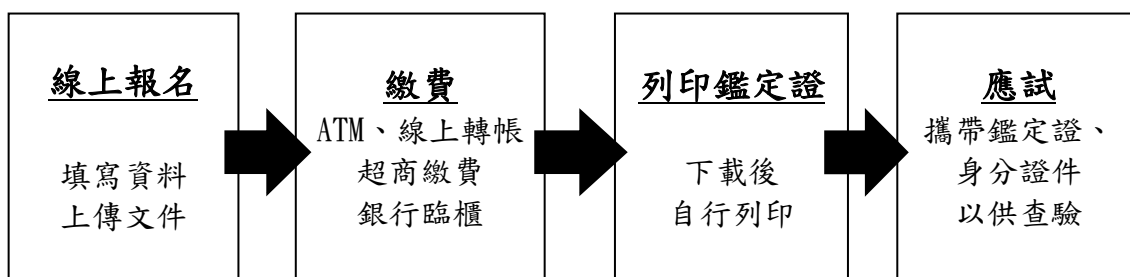 線上報名
填寫資料
上傳文件
繳費
ATM、線上轉帳
超商繳費
銀行臨櫃
列印鑑定證
下載後
自行列印
應試
攜帶鑑定證、
身分證件
以供查驗